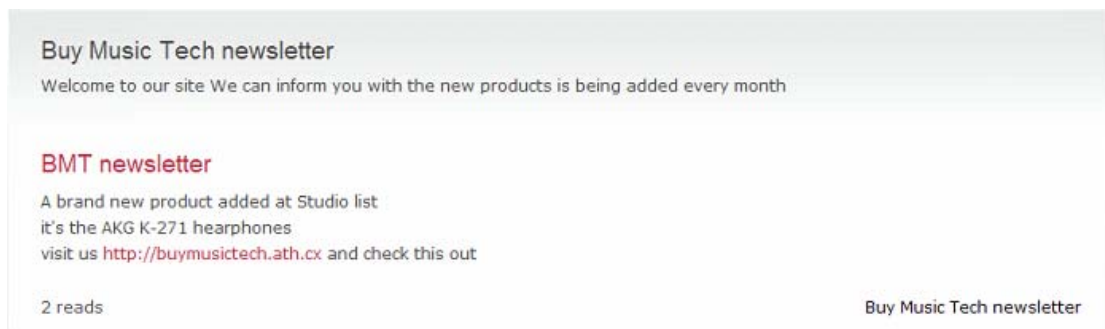 Buy Music Tech newsletter
Welcome to our site We can inform you with the new products is being added every month
BMT newsletter
A brand new product added at Studio list
it's the AKG K-271 hearphones
visit us http://buymusictech.ath.cx and check this out
2 reads
Buy Music Tech newsletter